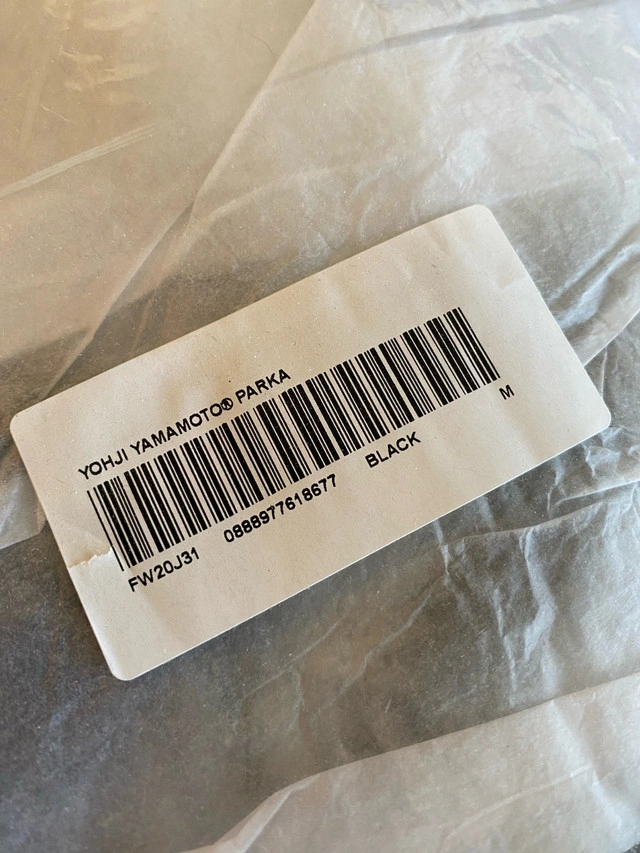 YOHJI YAMAMOTO® PARKA
FW20J31 0888977618677 BLACK M